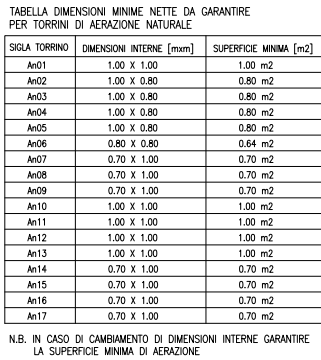 TABELLA DIMENSIONI MINIME NETTE DA GARANTIRE
PER TORRINI DI AERAZIONE NATURALE
SIGLA TORRINO DIMENSIONI INTERNE [mxm] SUPERFICIE MINIMA [m2]
An01 1.00 X 1.00 1.00 m2
An02 1.00 X 0.80 0.80 m2
An03 1.00 X 0.80 0.80 m2
An04 1.00 X 0.80 0.80 m2
An05 1.00 X 0.80 0.80 m2
An06 0.80 X 0.80 0.64 m2
An07 0.70 X 1.00 0.70 m2
An08 0.70 X 1.00 0.70 m2
An09 0.70 X 1.00 0.70 m2
An10 1.00 X 1.00 1.00 m2
An11 1.00 X 1.00 1.00 m2
An12 1.00 X 1.00 1.00 m2
An13 1.00 X 1.00 1.00 m2
An14 0.70 X 1.00 0.70 m2
An15 0.70 X 1.00 0.70 m2
An16 0.70 X 1.00 0.70 m2
An17 0.70 X 1.00 0.70 m2
N.B. IN CASO DI CAMBIAMENTO DI DIMENSIONI INTERNE GARANTIRE
LA SUPERFICIE MINIMA DI AERAZIONE